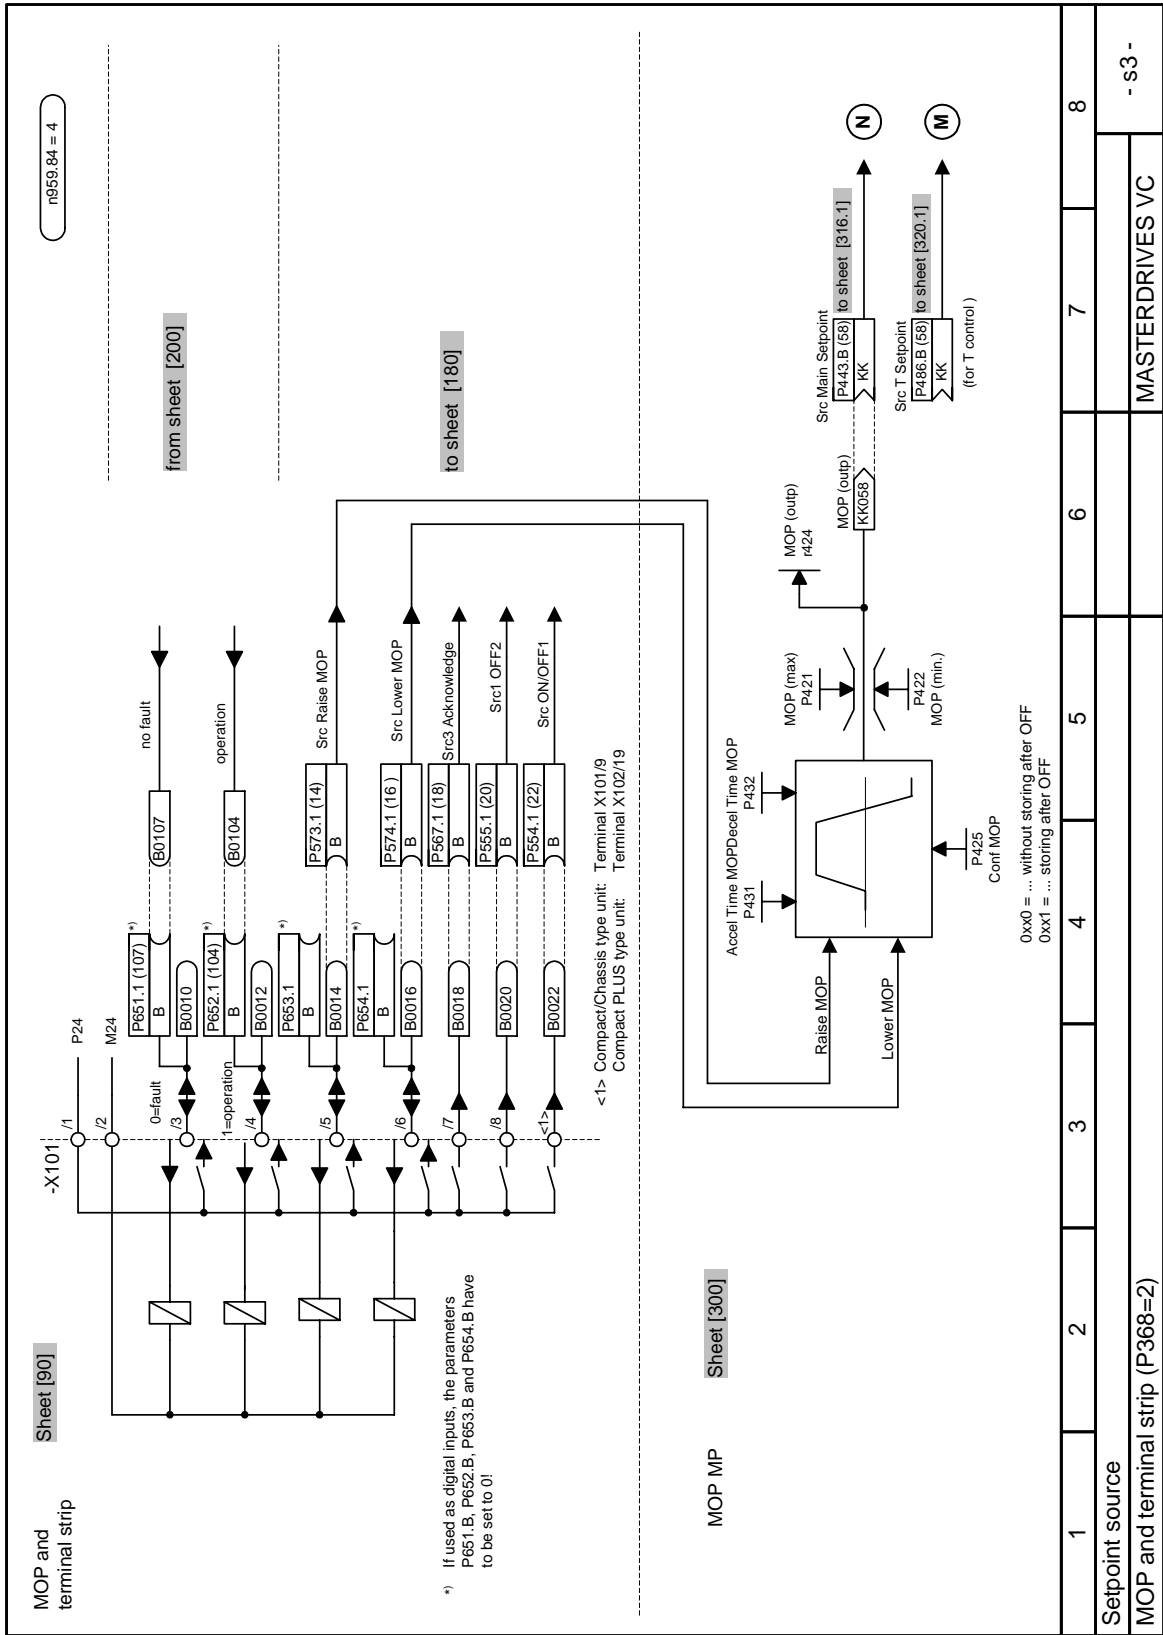 MOP and
terminal strip
Sheet [90]
n959.84 = 4
-X101
/1
P24
/2
M24
0=fault
/3
P651.1 (107)
*)
B
B0010
B0107
no fault
from sheet [200]
1=operation
/4
P652.1 (104)
*)
B
B0012
B0104
operation
/5
P653.1
*)
B
B0014
P573.1 (14)
B
Src Raise MOP
/6
P654.1
*)
B
B0016
P574.1 (16 )
B
Src Lower MOP
to sheet [180]
/7
B0018
P567.1 (18)
B
Src3 Acknowledge
/8
B0020
P555.1 (20)
B
Src1 OFF2
<1>
B0022
P554.1 (22)
B
Src ON/OFF1
*) If used as digital inputs, the parameters
P651.B, P652.B, P653.B and P654.B have
to be set to 0!
<1> Compact/Chassis type unit: Terminal X101/9
Compact PLUS type unit: Terminal X102/19
MOP MP
Sheet [300]
Raise MOP
Lower MOP
Accel Time MOP
P431
Decel Time MOP
P432
P425
Conf MOP
0xx0 = ... without storing after OFF
0xx1 = ... storing after OFF
MOP (max)
P421
P422
MOP (min.)
MOP (outp)
r424
MOP (outp)
KK058
Src Main Setpoint
P443.B (58)
KK
to sheet [316.1]
N
Src T Setpoint
P486.B (58)
KK
(for T control )
to sheet [320.1]
M
1 2 3 4 5 6 7 8
Setpoint source
- s3 -
MOP and terminal strip (P368=2)
MASTERDRIVES VC